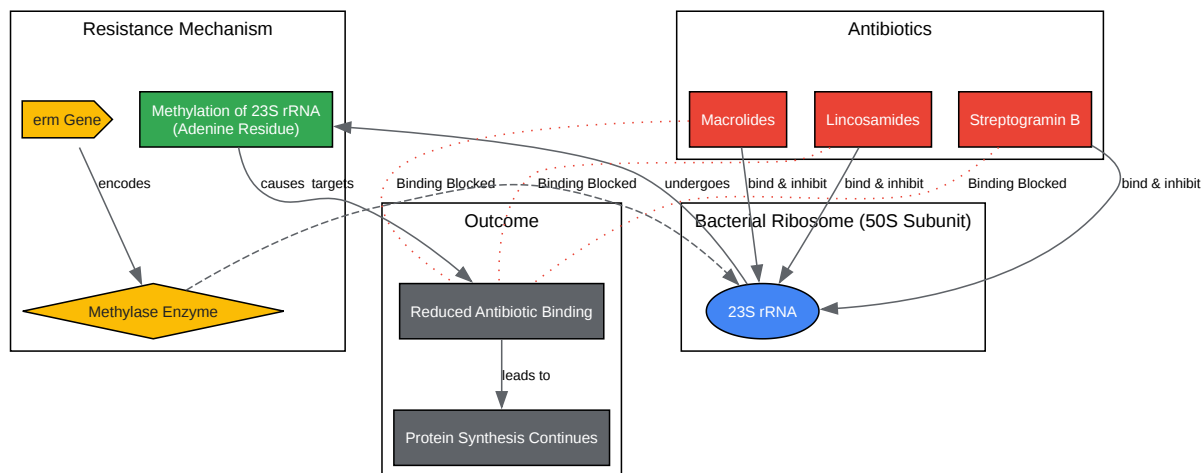 Resistance Mechanism
Antibiotics
erm Gene
Methylation of 23S rRNA
(Adenine Residue)
Macrolides
Lincosamides
Streptogramin B
encodes
causes
targets
Binding Blocked
Binding Blocked
undergoes
bind & inhibit
bind & inhibit
Binding Blocked
bind & inhibit
Outcome
Bacterial Ribosome (50S Subunit)
Methylase Enzyme
Reduced Antibiotic Binding
23S rRNA
leads to
Protein Synthesis Continues